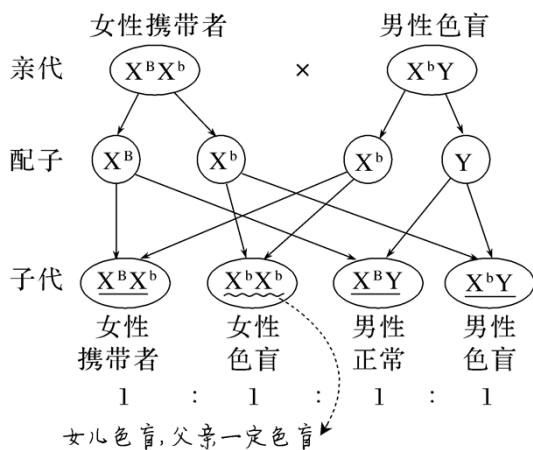 女性携带者 男性色盲
亲代 XᴮXᵇ × XᵇY
配子 Xᴮ Xᵇ Xᵇ Y
子代 XᴮXᵇ XᵇXᵇ XᴮY XᵇY
女性 女性 男性 男性
携带者 色盲 正常 色盲
1 : 1 : 1 : 1
女儿色盲,父亲一定色盲